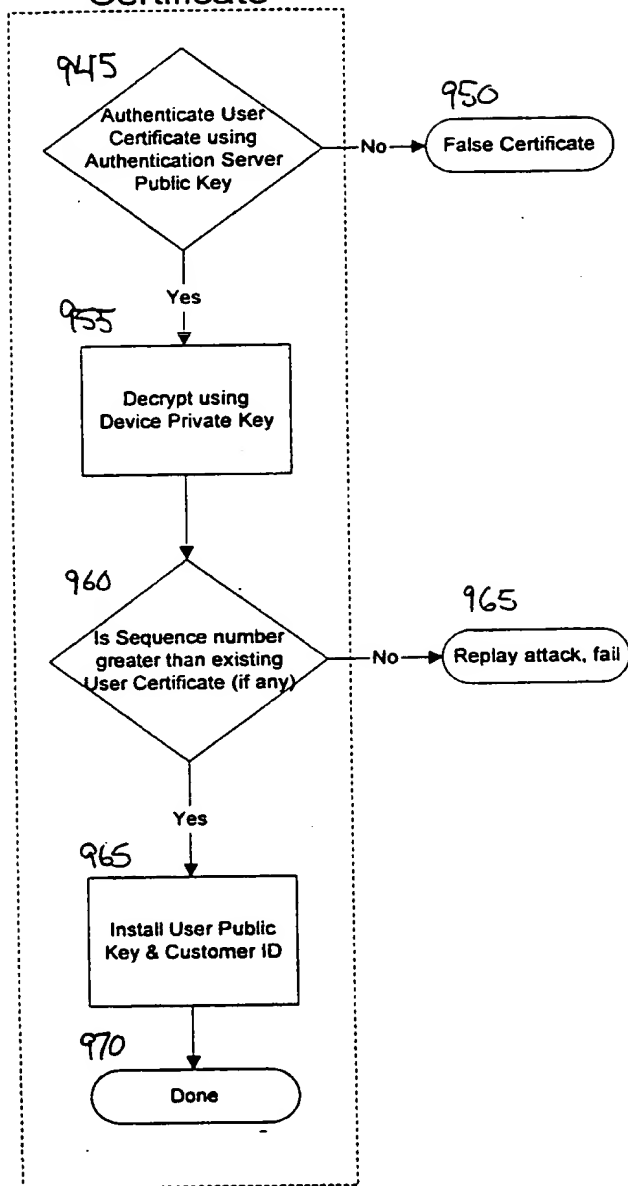 Certificate
945
Authenticate User
Certificate using
Authentication Server
Public Key
No
950
False Certificate
Yes
955
Decrypt using
Device Private Key
960
Is Sequence number
greater than existing
User Certificate (if any)
No
965
Replay attack, fail
Yes
965
Install User Public
Key & Customer ID
970
Done